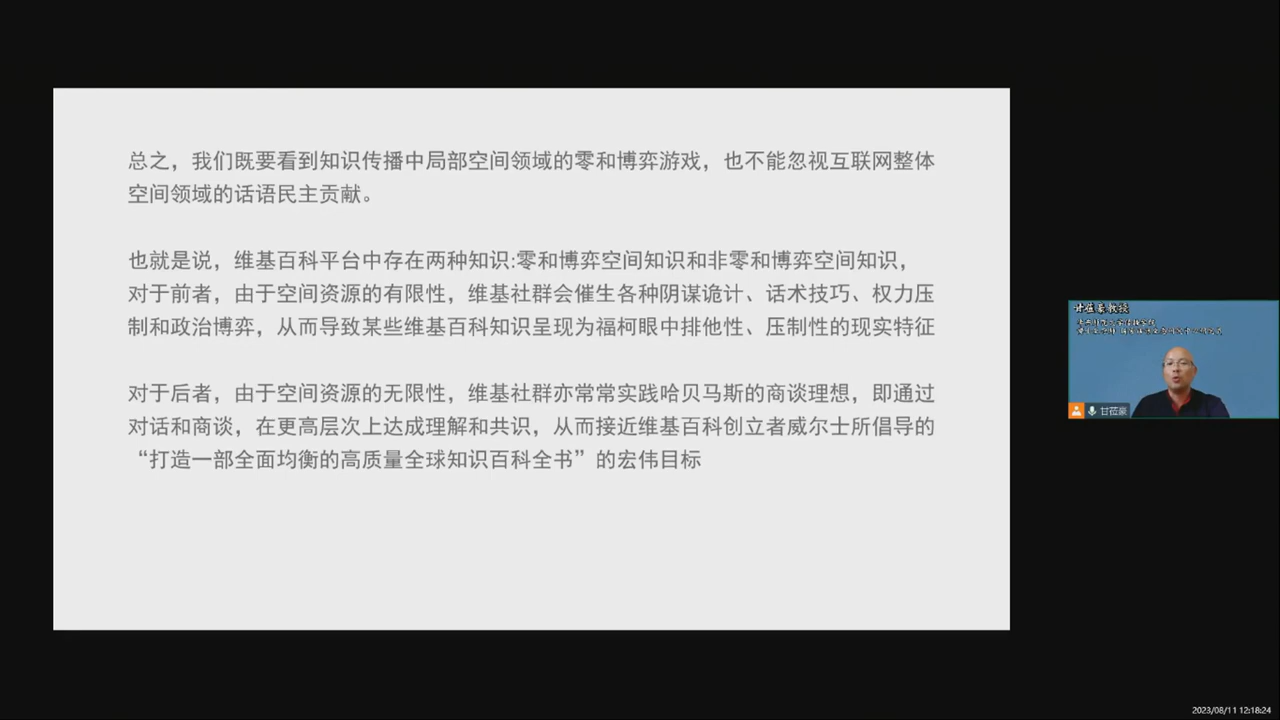 总之，我们既要看到知识传播中局部空间领域的零和博弈游戏，也不能忽视互联网整体
空间领域的话语民主贡献。
也就是说，维基百科平台中存在两种知识:零和博弈空间知识和非零和博弈空间知识，
对于前者，由于空间资源的有限性，维基社群会催生各种阴谋诡计、话术技巧、权力压
制和政治博弈，从而导致某些维基百科知识呈现为福柯眼中排他性、压制性的现实特征
对于后者，由于空间资源的无限性，维基社群亦常常实践哈贝马斯的商谈理想，即通过
对话和商谈，在更高层次上达成理解和共识，从而接近维基百科创立者威尔士所倡导的
“打造一部全面均衡的高质量全球知识百科全书”的宏伟目标
甘莅豪教授
甘莅豪
2023/08/11 12:18:24